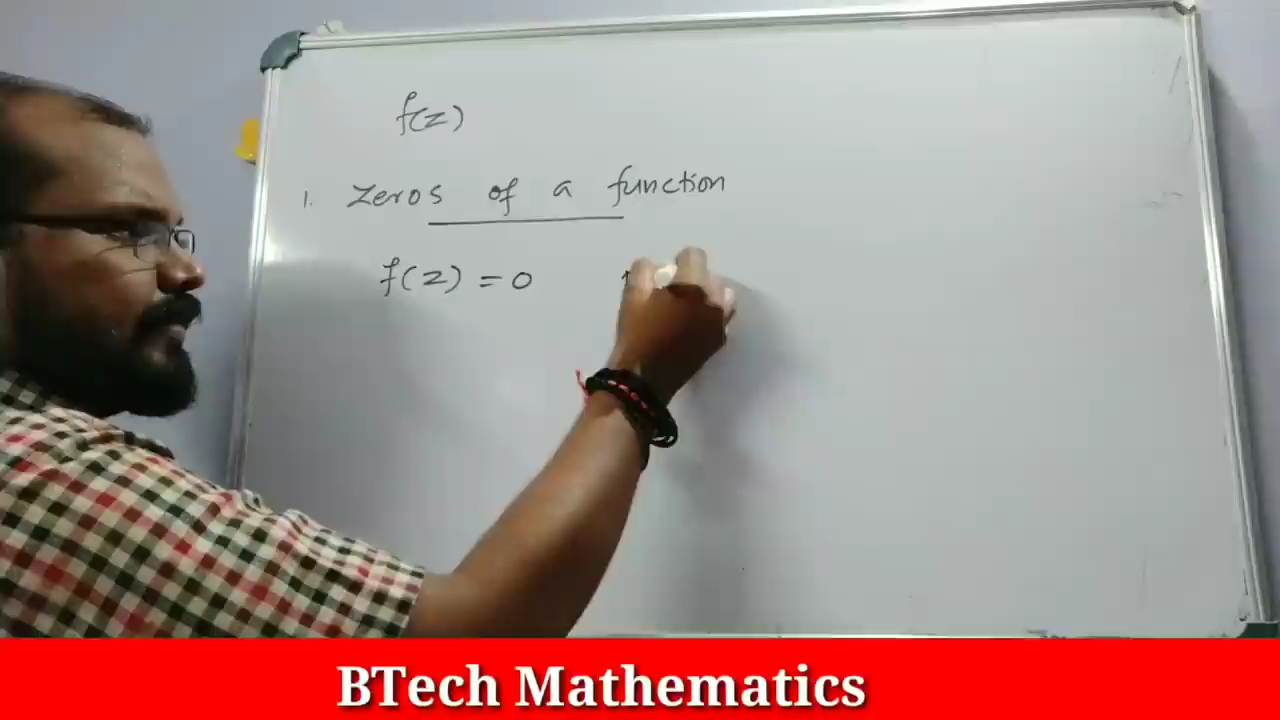 f(z)
1. Zeros of a function
f(z) = 0
BTech Mathematics